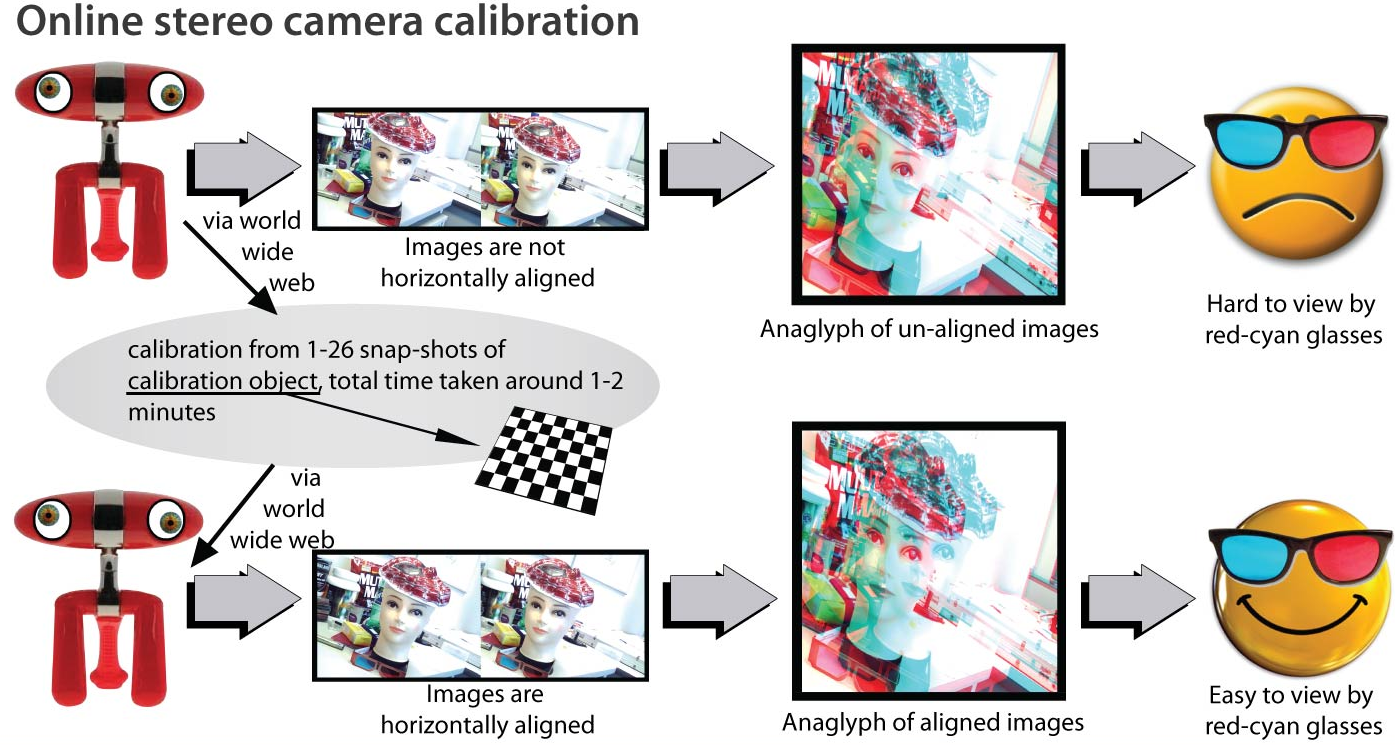 Online stereo camera calibration
via world
wide
web
Images are not
horizontally aligned
Anaglyph of un-aligned images
Hard to view by
red-cyan glasses
calibration from 1-26 snap-shots of
calibration object, total time taken around 1-2
minutes
via
world
wide web
Images are
horizontally aligned
Anaglyph of aligned images
Easy to view by
red-cyan glasses